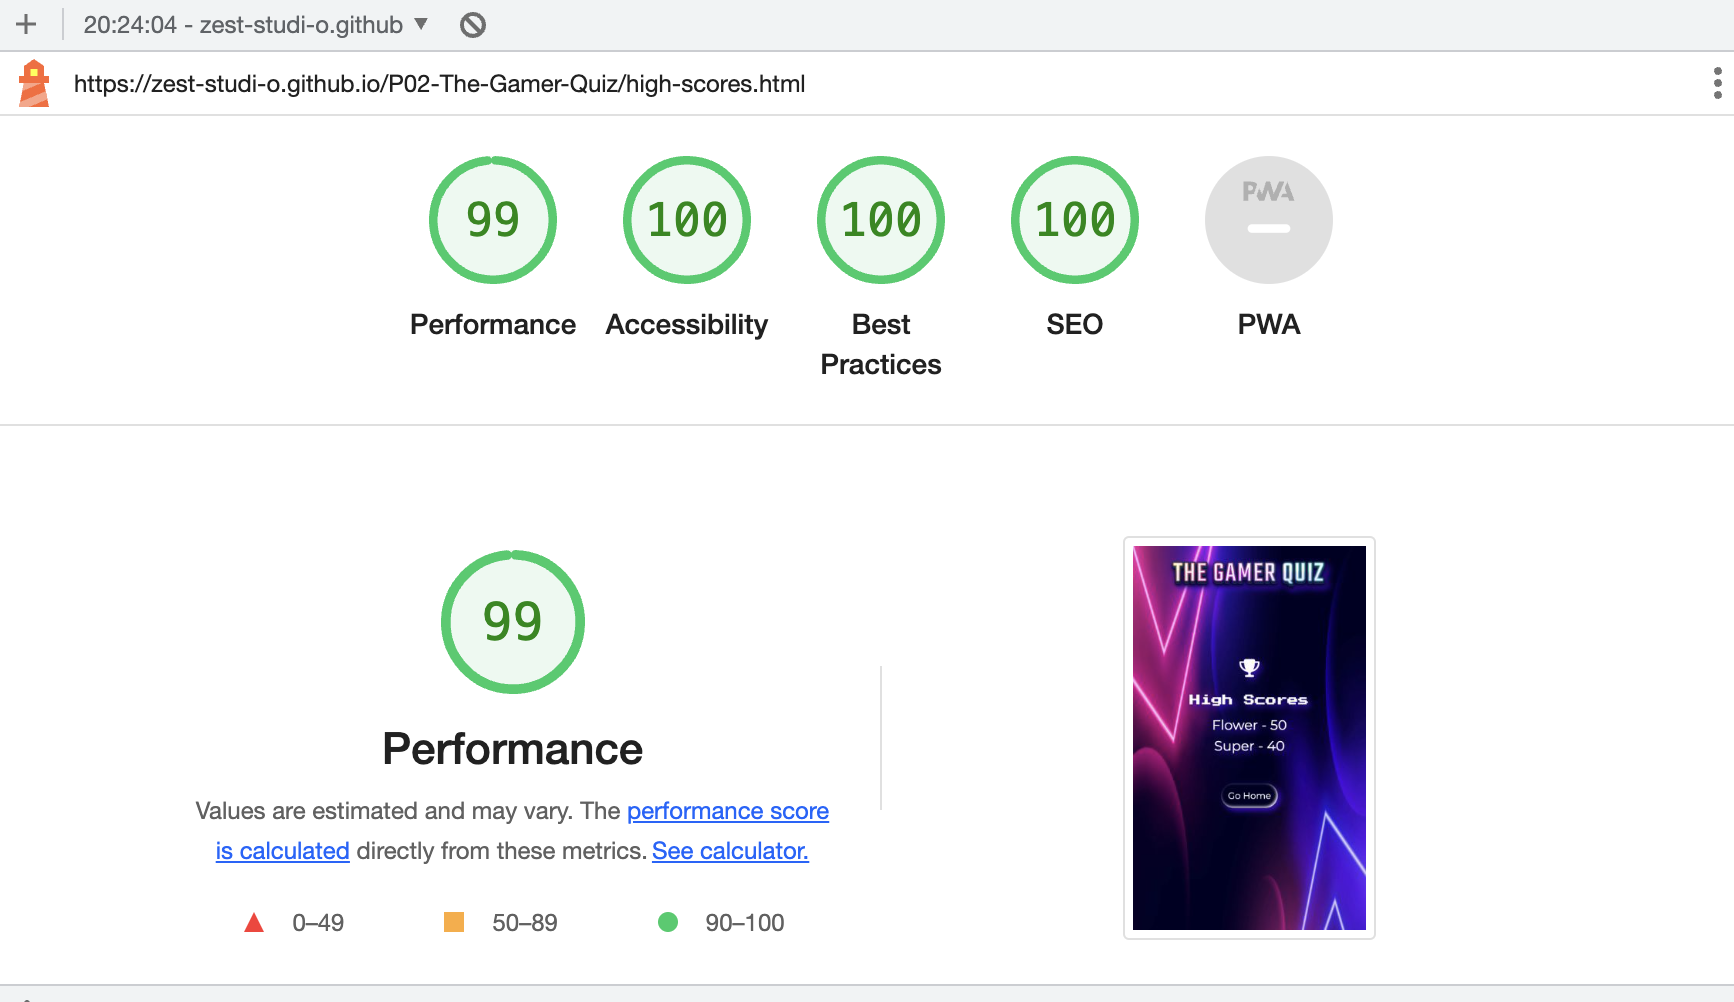 20:24:04 - zest-studi-o.github
https://zest-studi-o.github.io/P02-The-Gamer-Quiz/high-scores.html
99
100
100
100
PWA
Performance
Accessibility
Best
Practices
SEO
PWA
99
Performance
Values are estimated and may vary. The performance score
is calculated directly from these metrics. See calculator.
0–49
50–89
90–100
THE GAMER QUIZ
High Scores
Flower - 50
Super - 40
Go Home